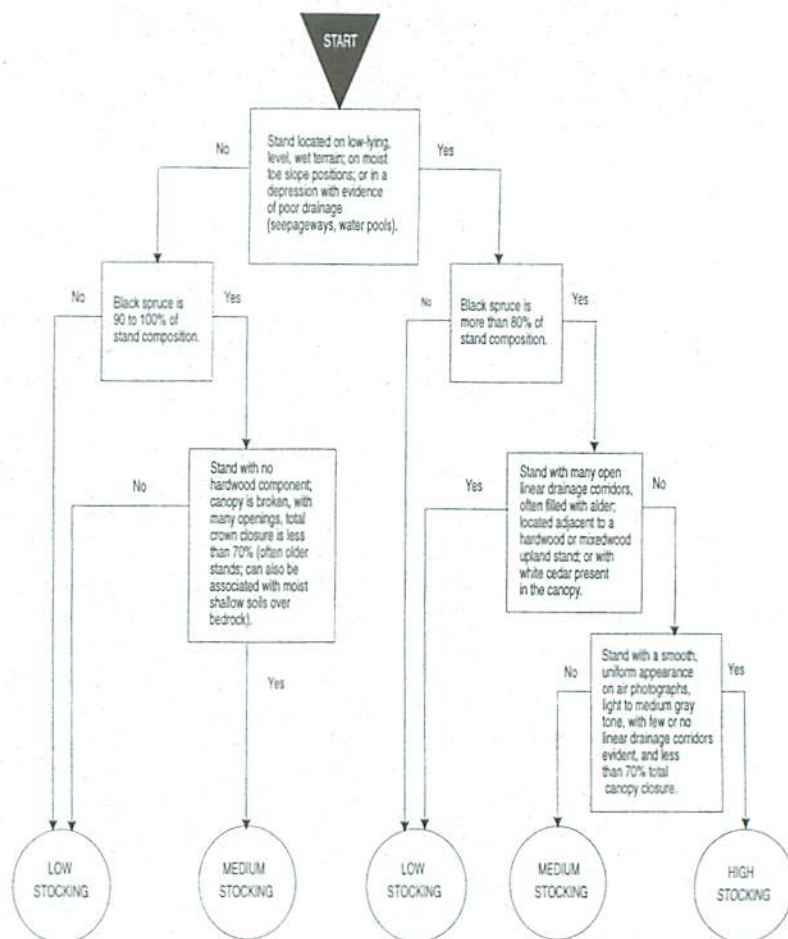 START
Stand located on low-lying,
level, wet terrain; on moist
toe slope positions; or in a
depression with evidence
of poor drainage
(seepageways, water pools).
No
Yes
Black spruce is
90 to 100% of
stand composition.
No
Yes
Black spruce is
more than 80% of
stand composition.
No
Yes
Stand with no
hardwood component;
canopy is broken, with
many openings, total
crown closure is less
than 70% (often older
stands; can also be
associated with moist
shallow soils over
bedrock).
No
Yes
Stand with many open
linear drainage corridors,
often filled with alder;
located adjacent to a
hardwood or mixedwood
upland stand; or with
white cedar present
in the canopy.
Yes
No
Stand with a smooth,
uniform appearance
on air photographs,
light to medium gray
tone, with few or no
linear drainage corridors
evident, and less
than 70% total
canopy closure.
No
Yes
LOW
STOCKING
MEDIUM
STOCKING
LOW
STOCKING
MEDIUM
STOCKING
HIGH
STOCKING